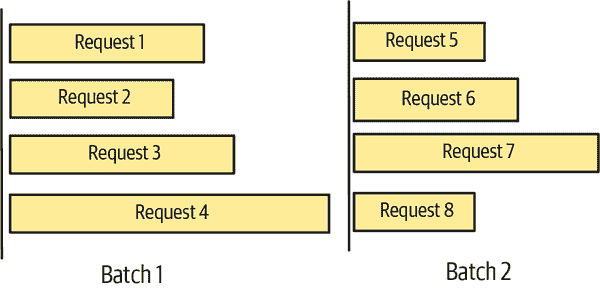 Request 1
Request 2
Request 3
Request 4
Batch 1
Request 5
Request 6
Request 7
Request 8
Batch 2